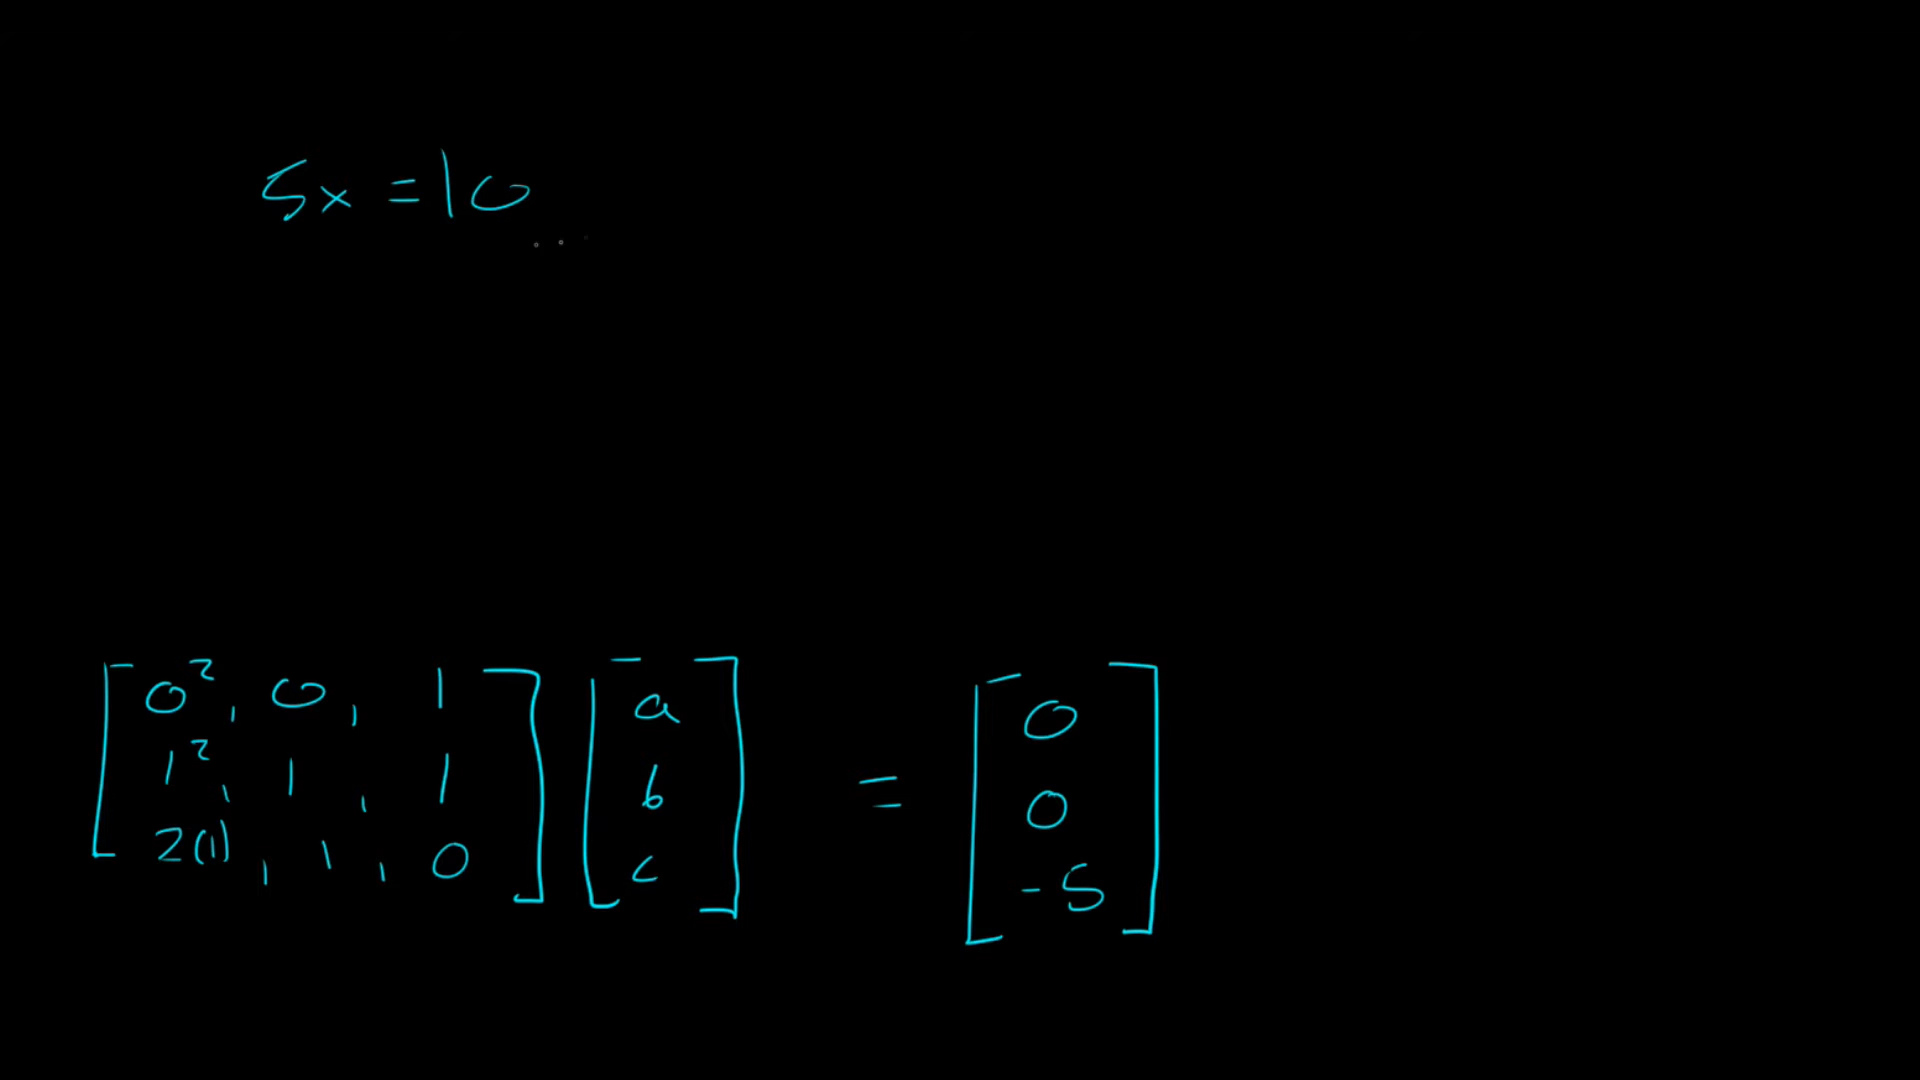 5x = 10
0², 0, 1 a 0
1², 1, 1 b = 0
2(1), 1, 0 c -5